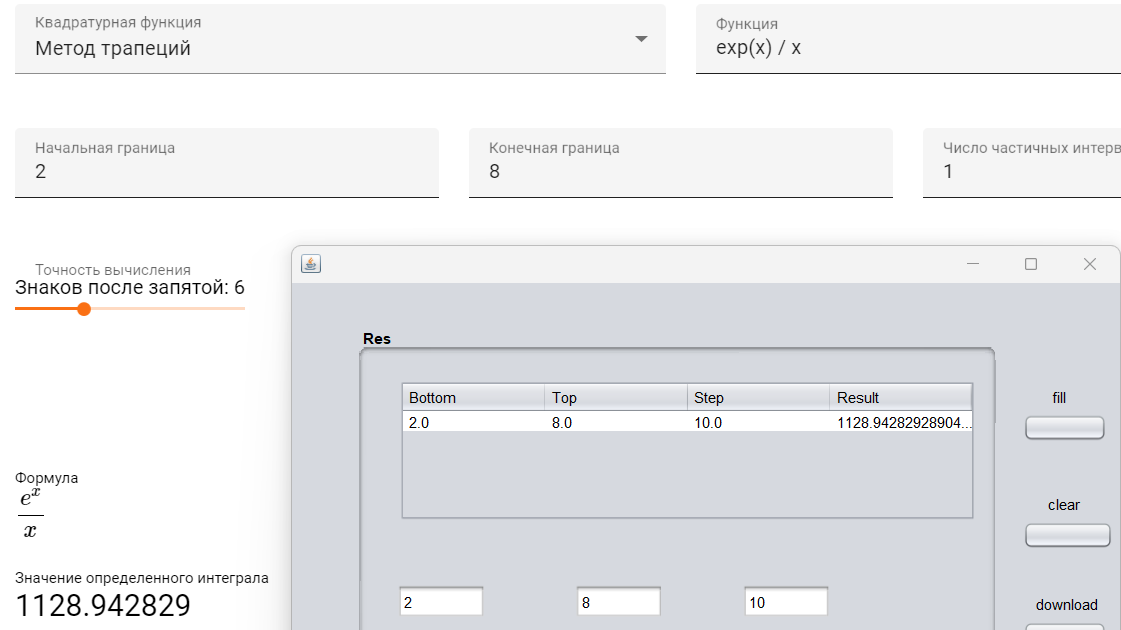 Квадратурная функция
Метод трапеций
Функция
exp(x) / x
Начальная граница
2
Конечная граница
8
Число частичных интерв
1
Точность вычисления
Знаков после запятой: 6
Res
Bottom Top Step Result
2.0 8.0 10.0 1128.94282928904...
fill
clear
Формула
e^x
x
Значение определенного интеграла
1128.942829
2 8 10
download